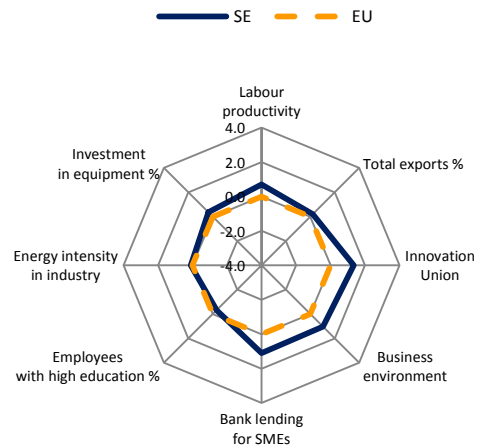 SE
EU
Labour
productivity
4.0
2.0
0.0
-2.0
-4.0
Total exports %
Innovation
Union
Business
environment
Bank lending
for SMEs
Employees
with high education %
Energy intensity
in industry
Investment
in equipment %